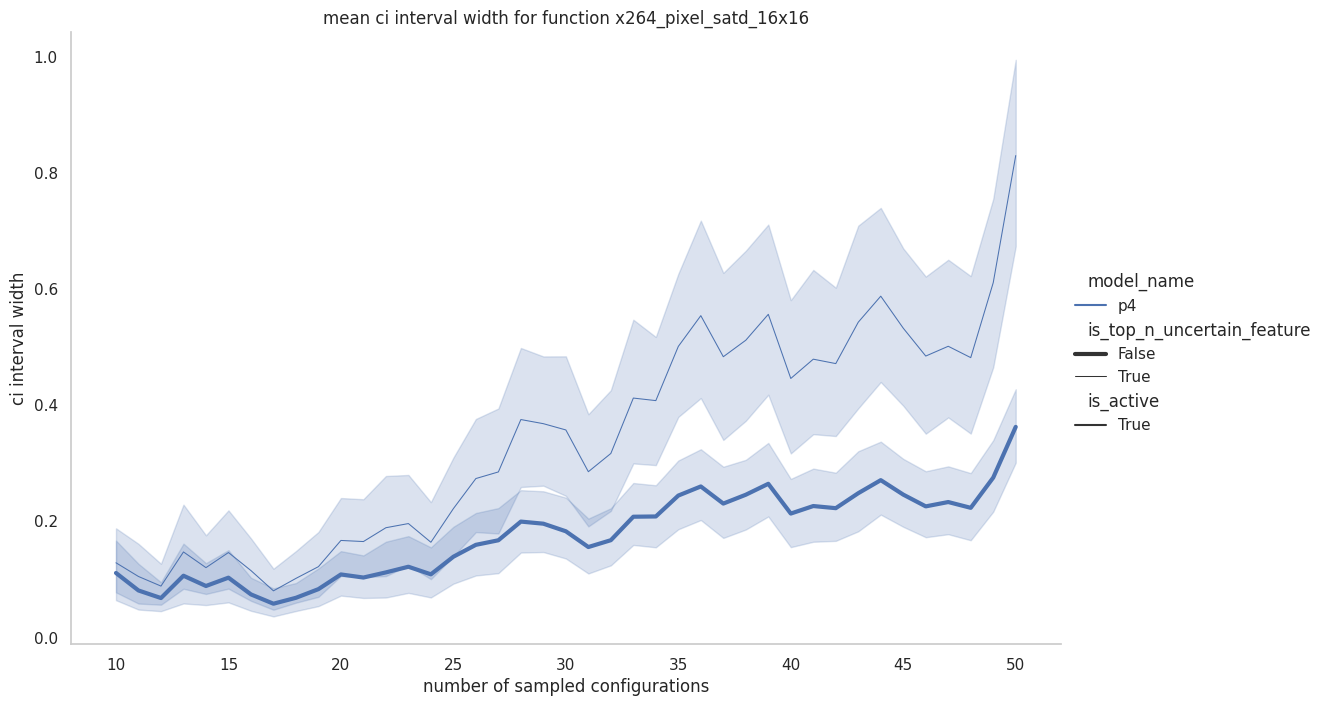 mean ci interval width for function x264_pixel_satd_16x16
1.0
0.8
0.6
0.4
0.2
0.0
ci interval width
10 15 20 25 30 35 40 45 50
number of sampled configurations
model_name
p4
is_top_n_uncertain_feature
False
True
is_active
True